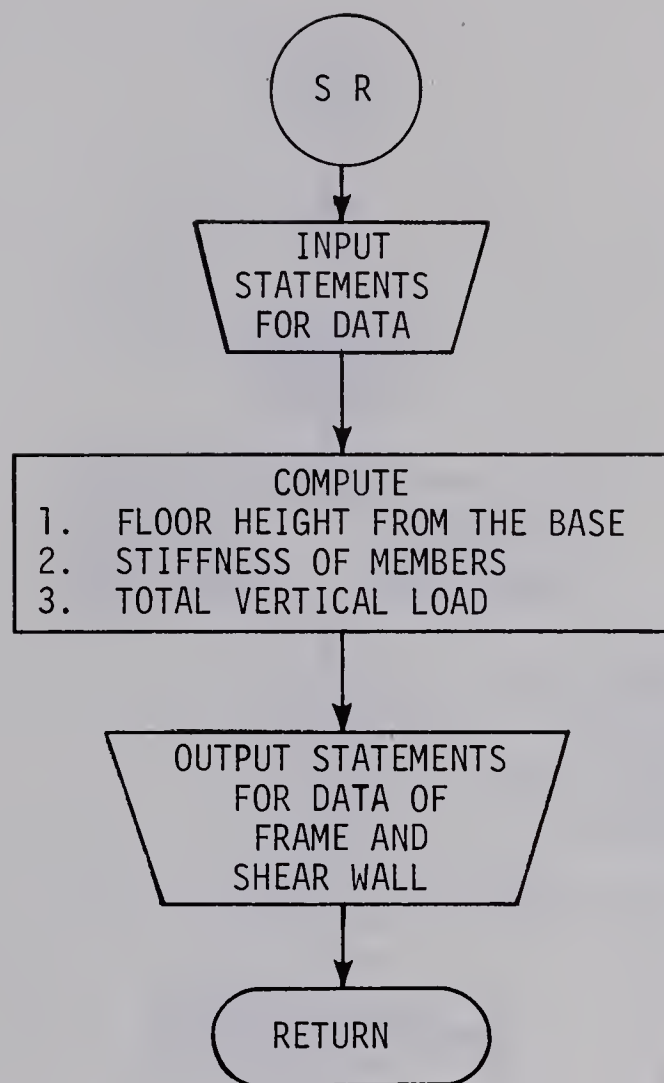 S R
INPUT
STATEMENTS
FOR DATA
COMPUTE
1. FLOOR HEIGHT FROM THE BASE
2. STIFFNESS OF MEMBERS
3. TOTAL VERTICAL LOAD
OUTPUT STATEMENTS
FOR DATA OF
FRAME AND
SHEAR WALL
RETURN